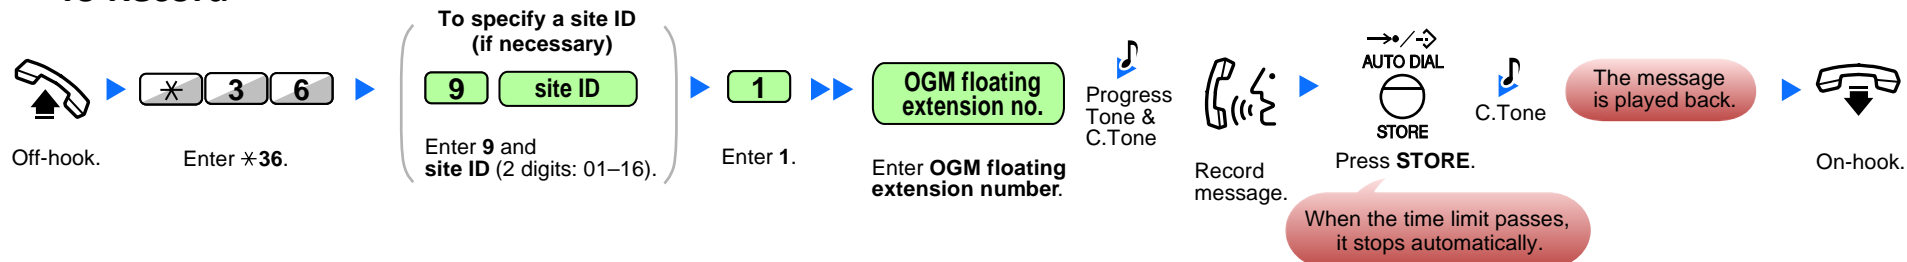 To Record
To specify a site ID
(if necessary)
9 site ID
Enter 9 and
site ID (2 digits: 01–16).
Off-hook.
✳ 3 6
Enter ✳36.
1
Enter 1.
OGM floating
extension no.
Enter OGM floating
extension number.
Progress
Tone &
C.Tone
Record
message.
AUTO DIAL
STORE
Press STORE.
When the time limit passes,
it stops automatically.
C.Tone
The message
is played back.
On-hook.